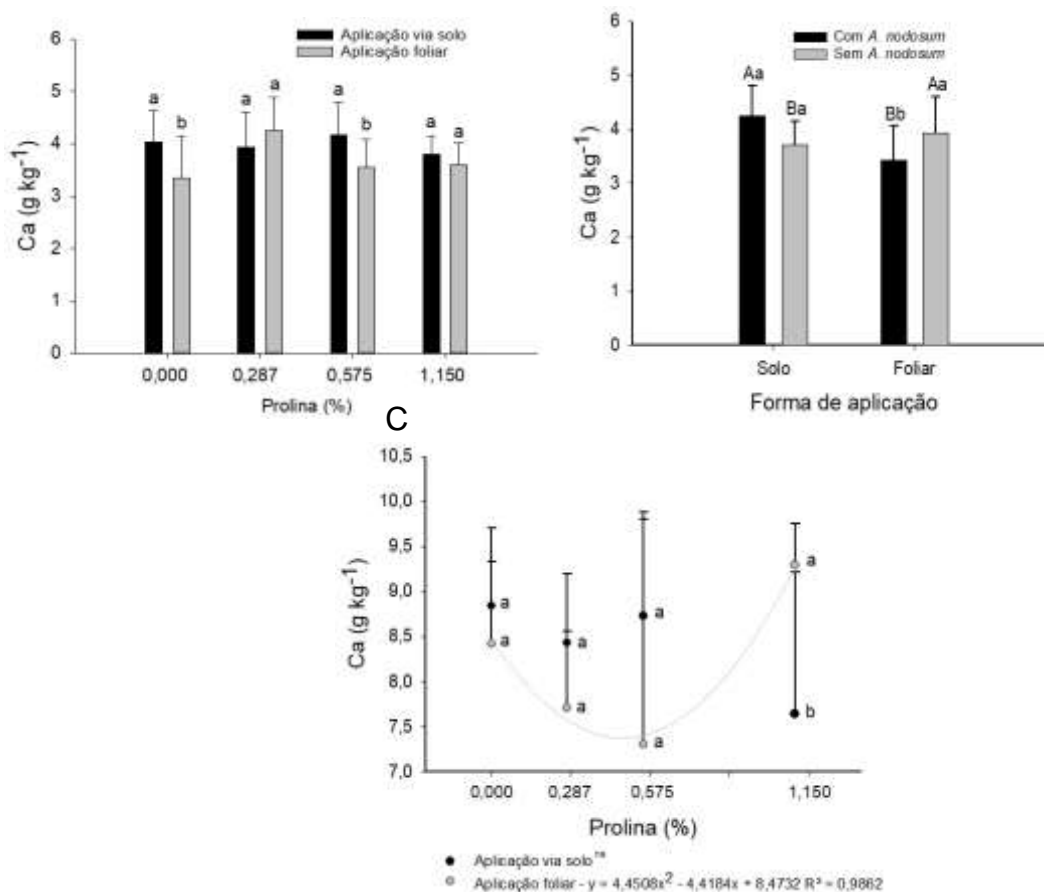 Aplicação via solo
Aplicação foliar
6
5
4
3
2
1
0
Ca (g kg-1)
a
b
a
a
a
b
a
a
0,000
0,287
0,575
1,150
Prolina (%)
Com A. nodosum
Sem A. nodosum
6
5
4
3
2
1
0
Ca (g kg-1)
Aa
Ba
Bb
Aa
Solo
Foliar
Forma de aplicação
C
10,5
10,0
9,5
9,0
8,5
8,0
7,5
7,0
Ca (g kg-1)
a
a
a
a
a
a
a
b
0,000
0,287
0,575
1,150
Prolina (%)
Aplicação via solo ns
Aplicação foliar - y = 4,4508x2 - 4,4184x + 8,4732 R2 = 0,9862